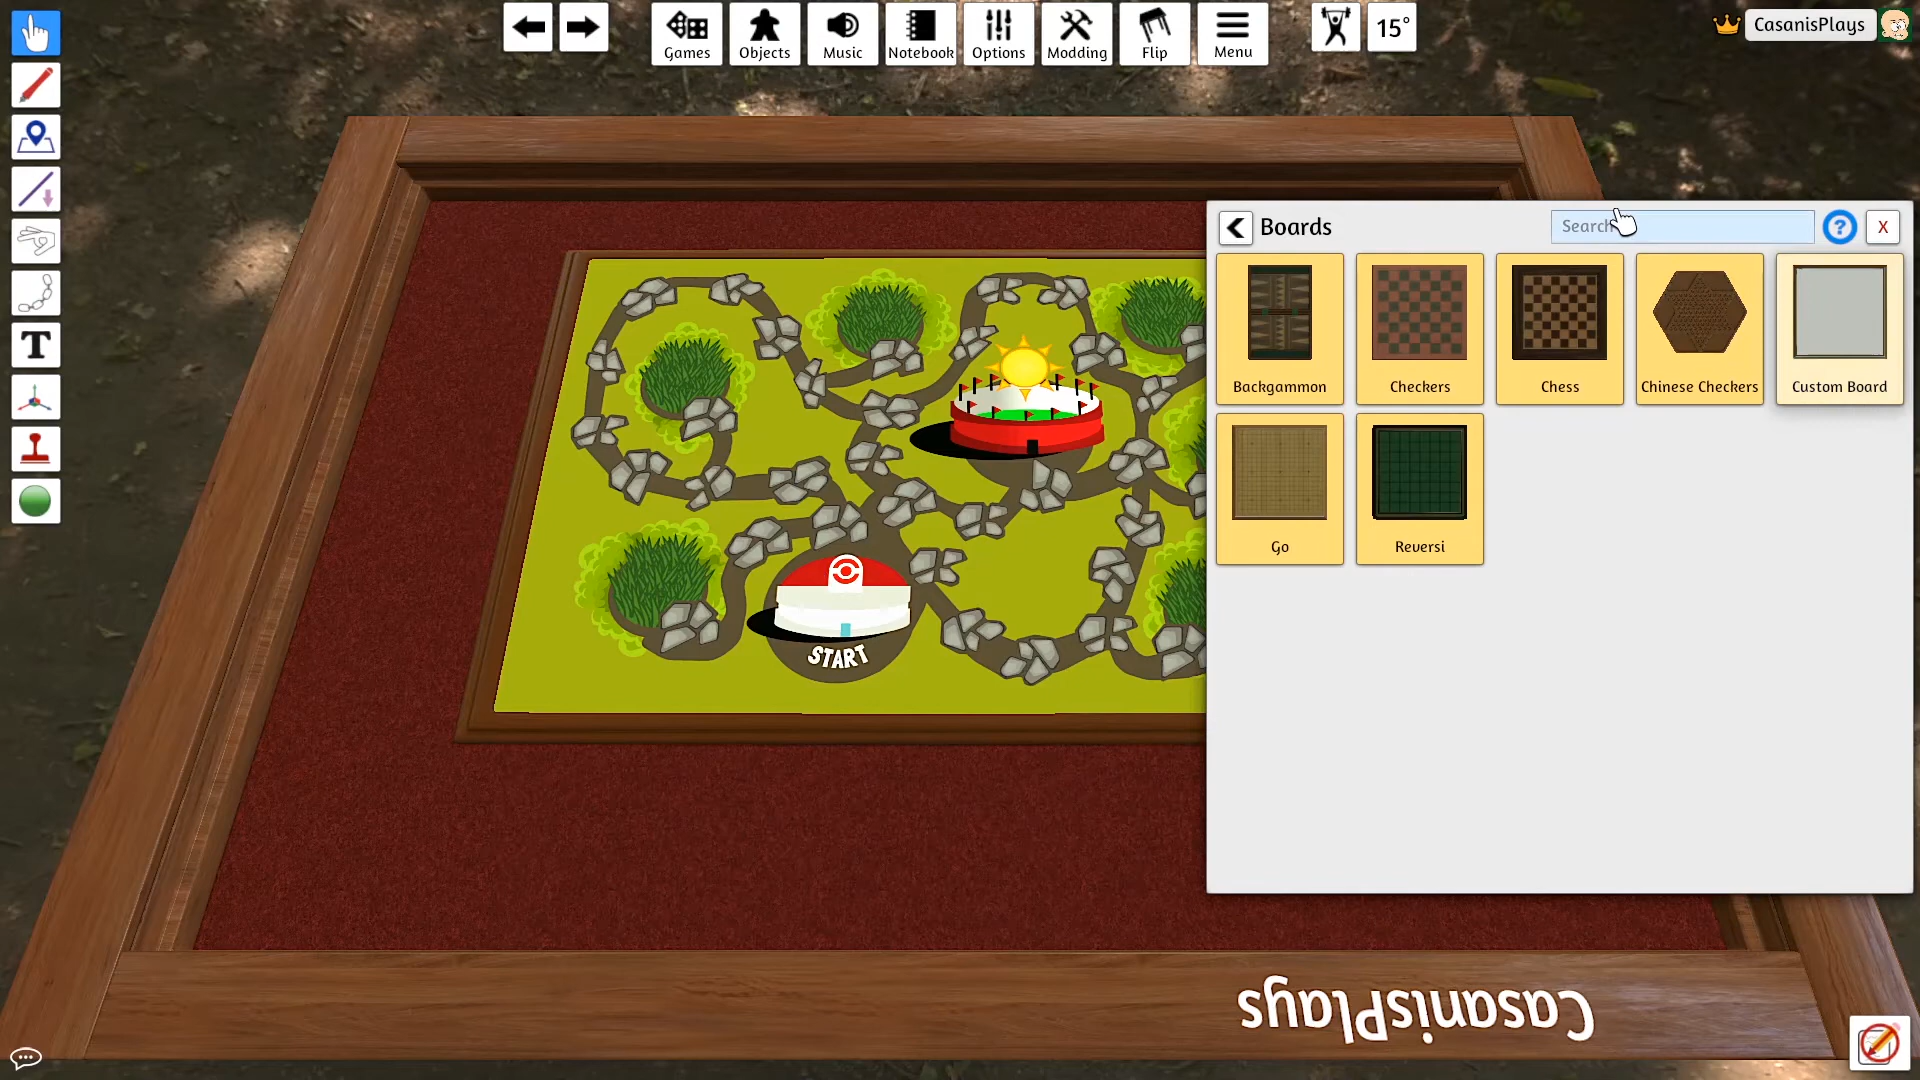 Games
Objects
Music
Notebook
Options
Modding
Flip
Menu
15°
CasanisPlays
T
Boards
Search
?
X
Backgammon
Checkers
Chess
Chinese Checkers
Custom Board
Go
Reversi
START
CasanisPlays